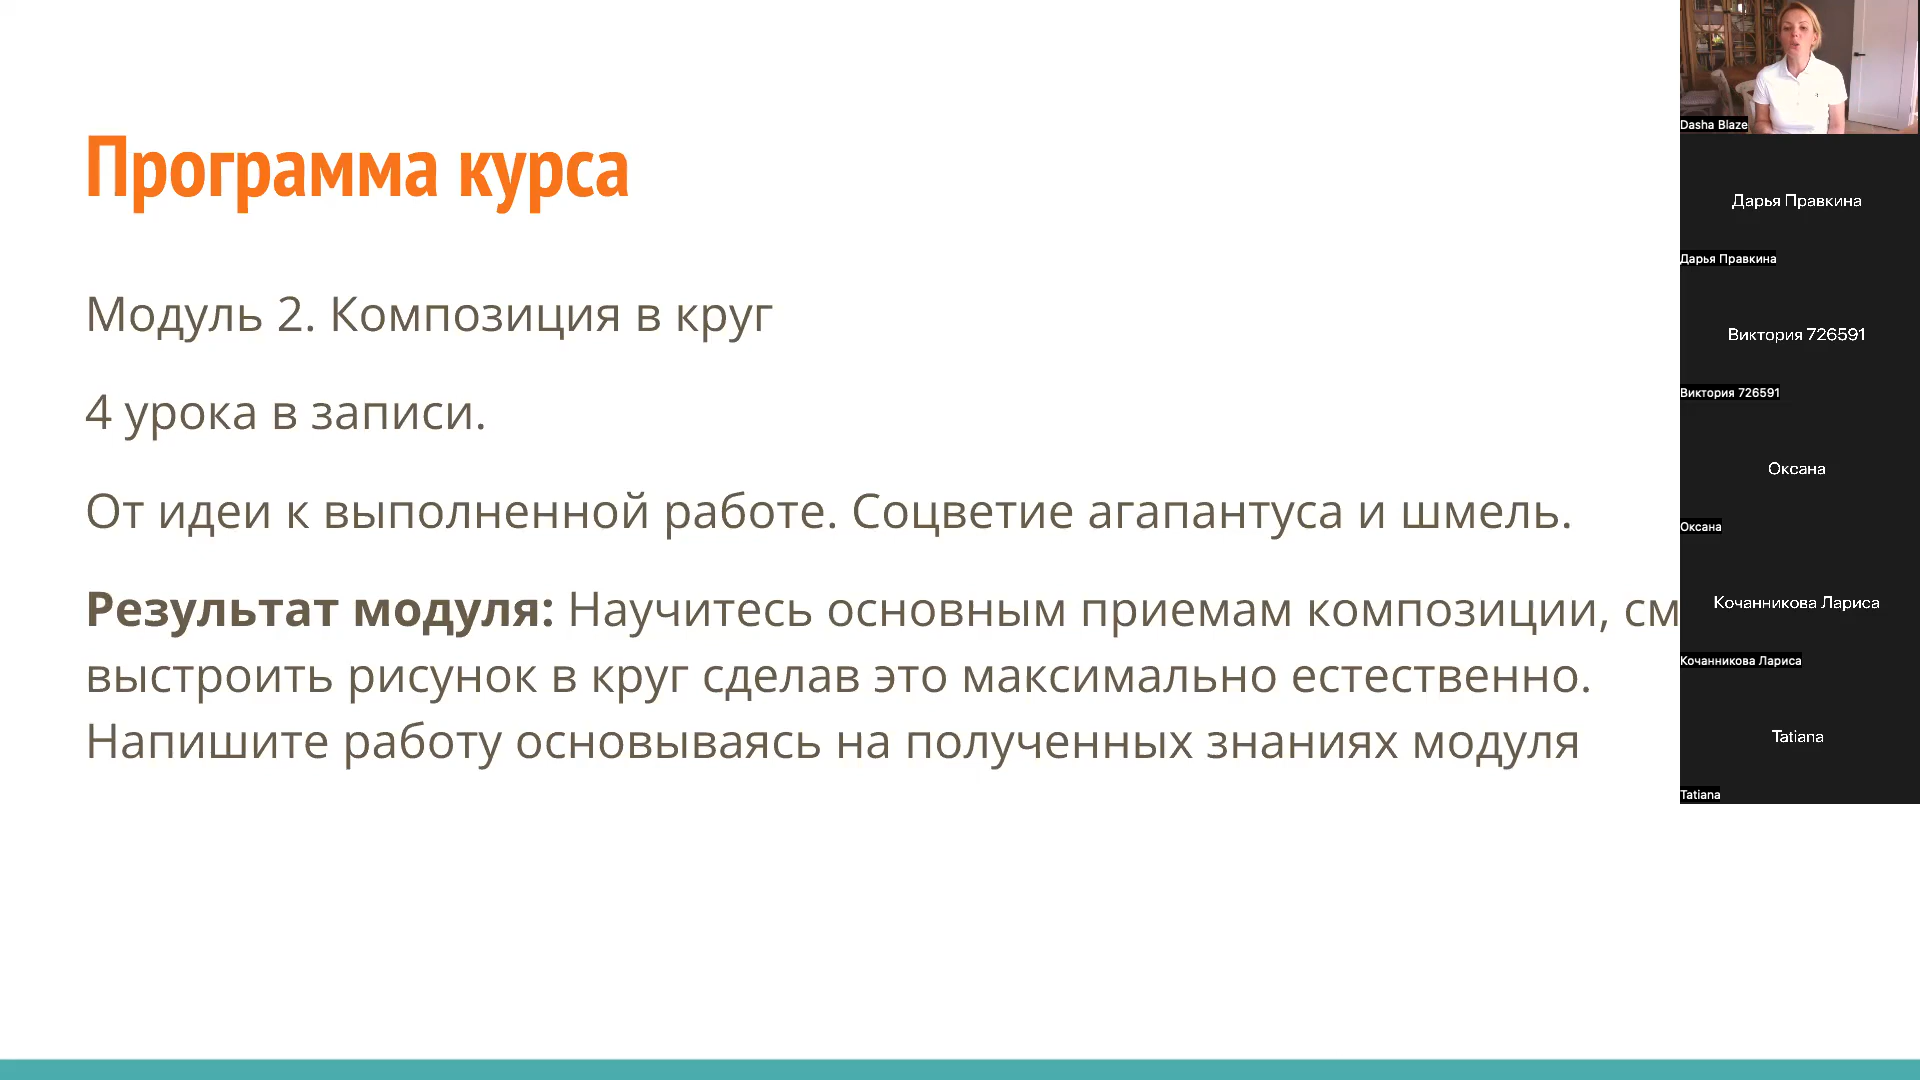 Программа курса
Модуль 2. Композиция в круг
4 урока в записи.
От идеи к выполненной работе. Соцветие агапантуса и шмель.
Результат модуля: Научитесь основным приемам композиции,
выстроить рисунок в круг сделав это максимально естественно.
Напишите работу основываясь на полученных знаниях модуля
Dasha Blaze
Дарья Правкина
Дарья Правкина
Виктория 726591
Виктория 726591
Оксана
Оксана
Кочанникова Лариса
Кочанникова Лариса
Tatiana
Tatiana